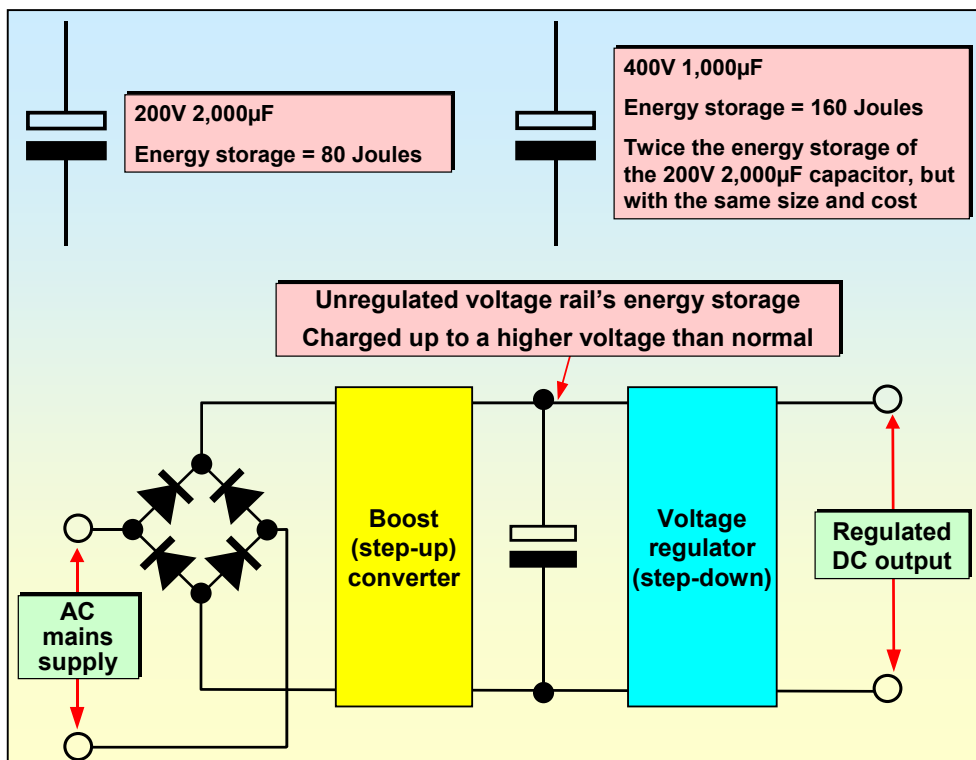 200V 2,000µF
Energy storage = 80 Joules
400V 1,000µF
Energy storage = 160 Joules
Twice the energy storage of
the 200V 2,000µF capacitor, but
with the same size and cost
Unregulated voltage rail's energy storage
Charged up to a higher voltage than normal
Boost
(step-up)
converter
Voltage
regulator
(step-down)
Regulated
DC output
AC
mains
supply